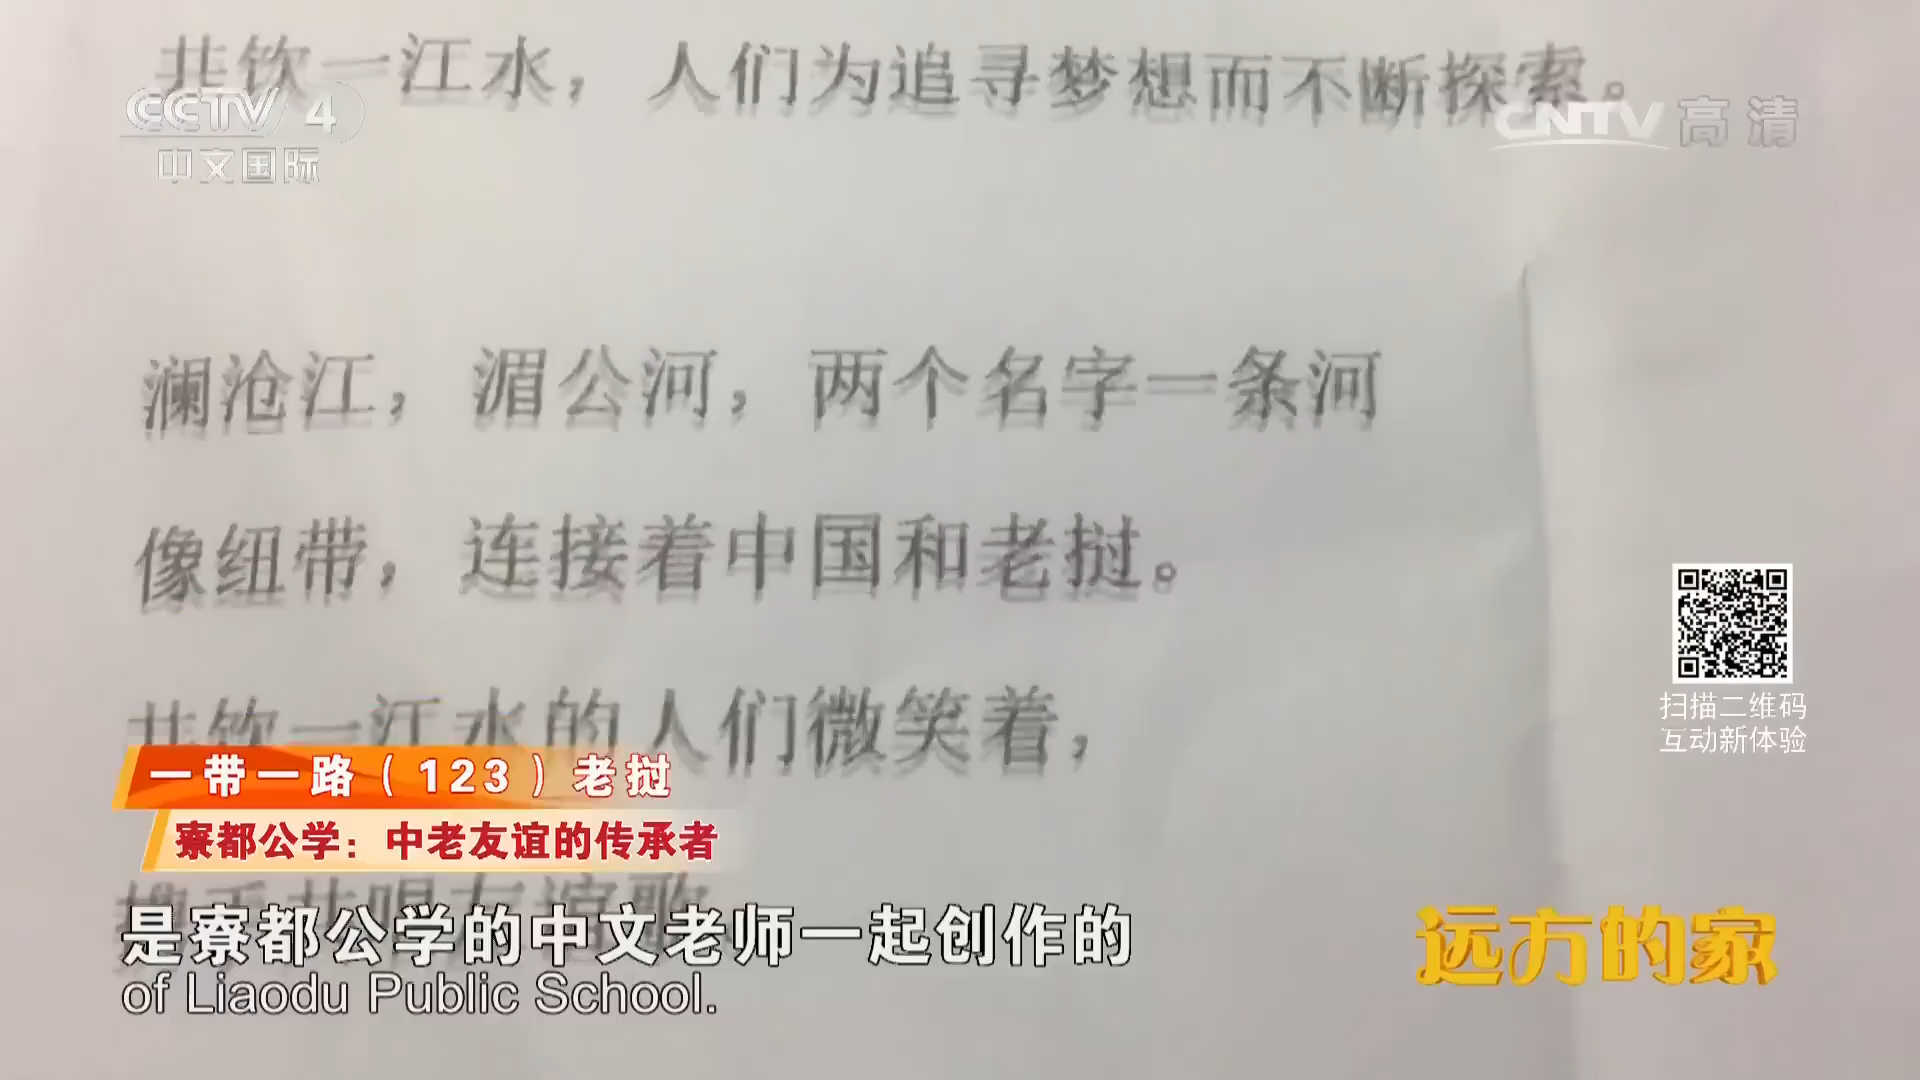 共饮一江水，人们为追寻梦想而不断探索。
CCTV 4
中文国际
CNTV 高清
澜沧江，湄公河，两个名字一条河
像纽带，连接着中国和老挝。
共饮一江水的人们微笑着，
扫描二维码
互动新体验
一带一路（123）老挝
寮都公学：中老友谊的传承者
是寮都公学的中文老师一起创作的
of Liaodu Public School.
远方的家